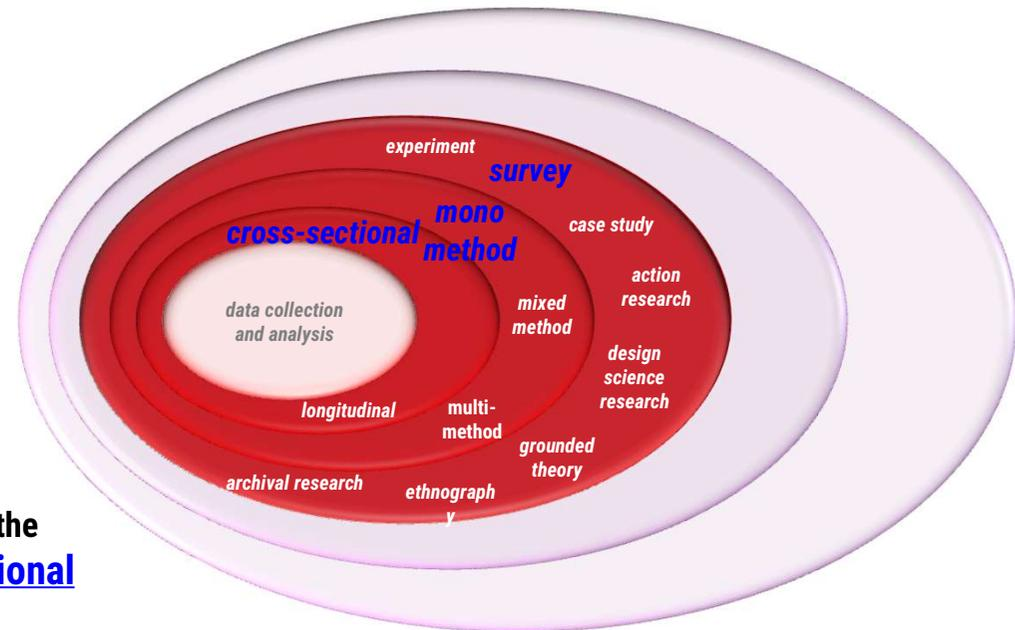 experiment
survey
mono
method
cross-sectional
case study
action
research
mixed
method
data collection
and analysis
design
science
research
longitudinal
multi-
method
grounded
theory
archival research
ethnograph
y
the
ional